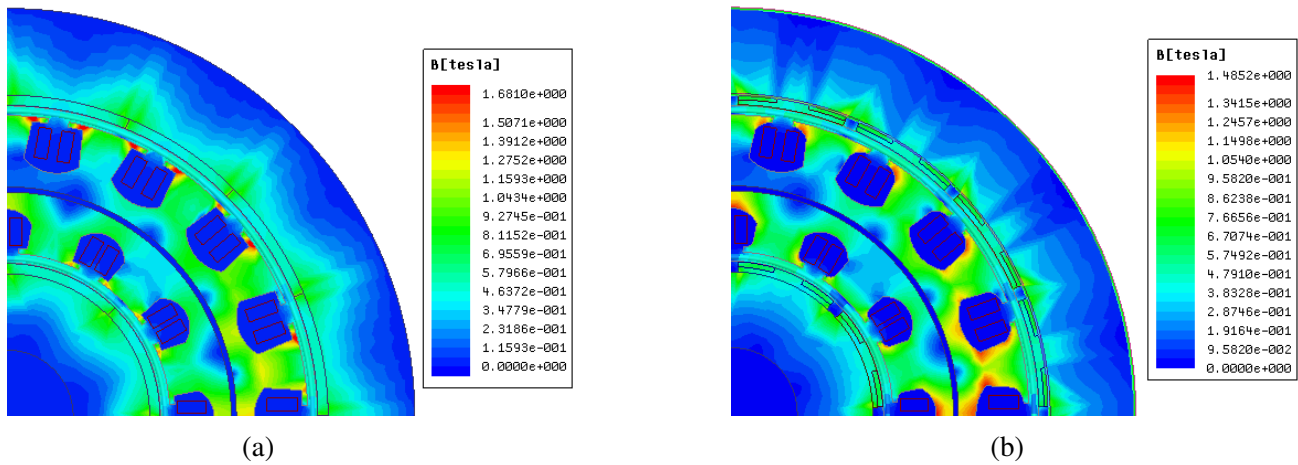 B[tesla]
1.6810e+000
1.5071e+000
1.3912e+000
1.2752e+000
1.1593e+000
1.0434e+000
9.2745e-001
8.1152e-001
6.9559e-001
5.7966e-001
4.6372e-001
3.4779e-001
2.3186e-001
1.1593e-001
0.0000e+000
(a)
B[tesla]
1.4852e+000
1.3415e+000
1.2457e+000
1.1498e+000
1.0540e+000
9.5820e-001
8.6238e-001
7.6656e-001
6.7074e-001
5.7492e-001
4.7910e-001
3.8328e-001
2.8746e-001
1.9164e-001
9.5820e-002
0.0000e+000
(b)